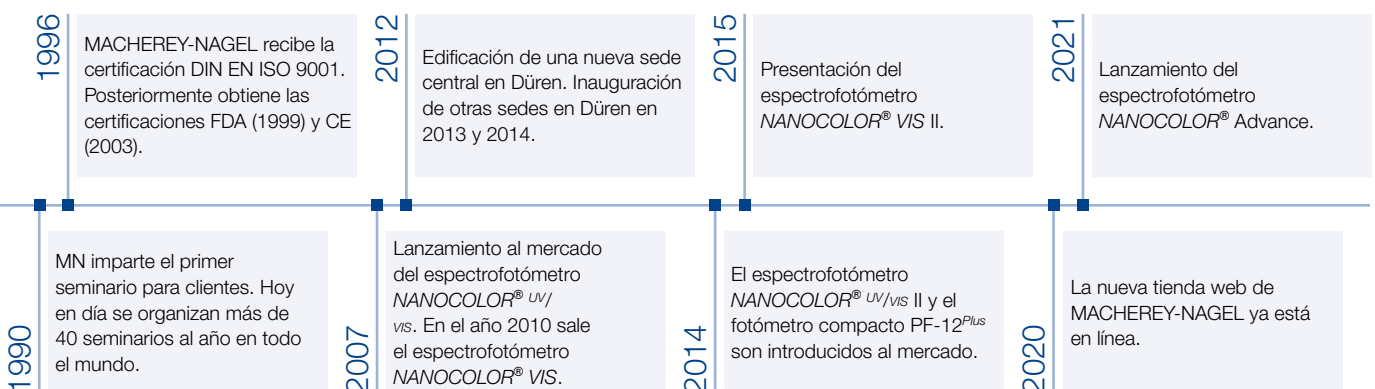 1996
MACHEREY-NAGEL recibe la
certificación DIN EN ISO 9001.
Posteriormente obtiene las
certificaciones FDA (1999) y CE
(2003).
2012
Edificación de una nueva sede
central en Düren. Inauguración
de otras sedes en Düren en
2013 y 2014.
2015
Presentación del
espectrofotómetro
NANOCOLOR® VIS II.
2021
Lanzamiento del
espectrofotómetro
NANOCOLOR® Advance.
1990
MN imparte el primer
seminario para clientes. Hoy
en día se organizan más de
40 seminarios al año en todo
el mundo.
2007
Lanzamiento al mercado
del espectrofotómetro
NANOCOLOR® UV/
VIS. En el año 2010 sale
el espectrofotómetro
NANOCOLOR® VIS.
2014
El espectrofotómetro
NANOCOLOR® UV/VIS II y el
fotómetro compacto PF-12Plus
son introducidos al mercado.
2020
La nueva tienda web de
MACHEREY-NAGEL ya está
en línea.